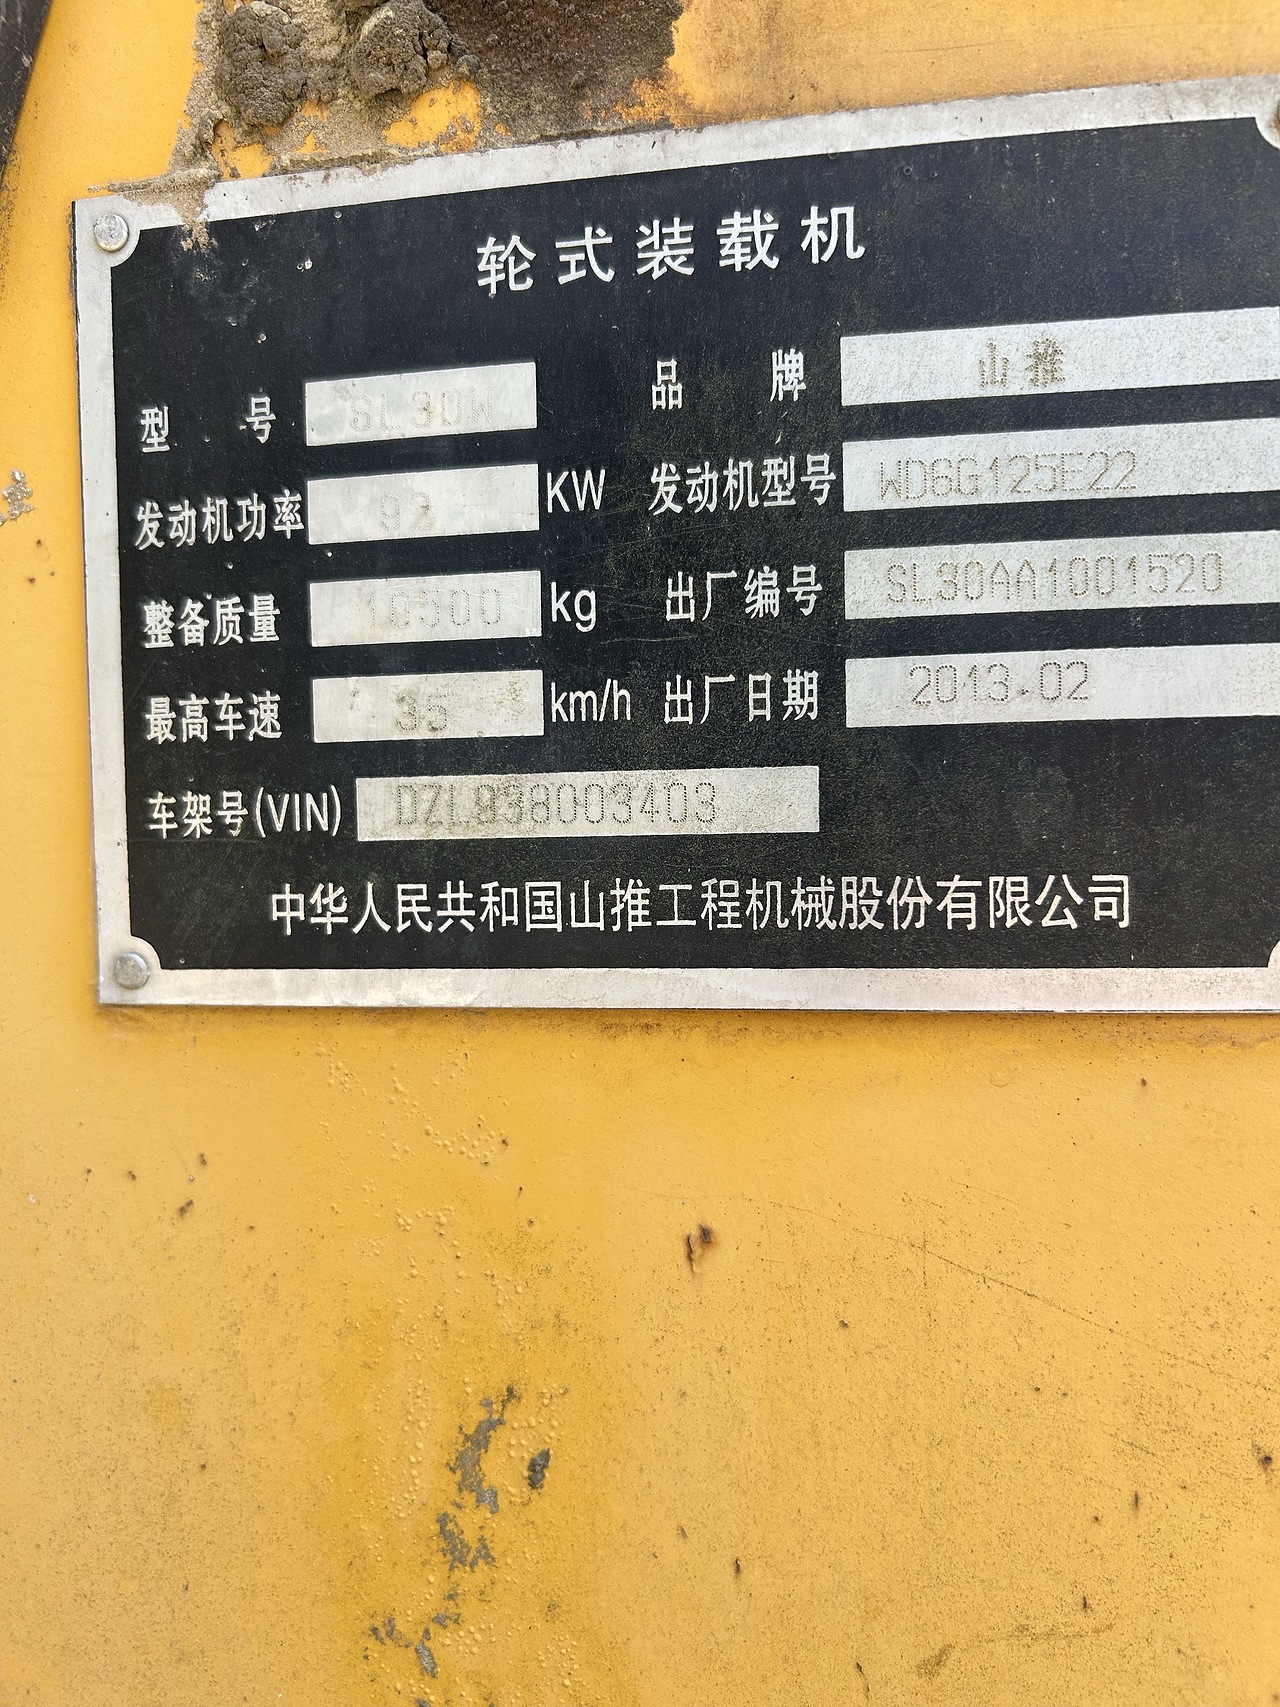 轮式装载机
型号 SL30W 品牌 山推
发动机功率 92 KW 发动机型号 WD6G125E22
整备质量 10300 kg 出厂编号 SL30AA1001520
最高车速 35 km/h 出厂日期 2013.02
车架号(VIN) DZL838003403
中华人民共和国山推工程机械股份有限公司